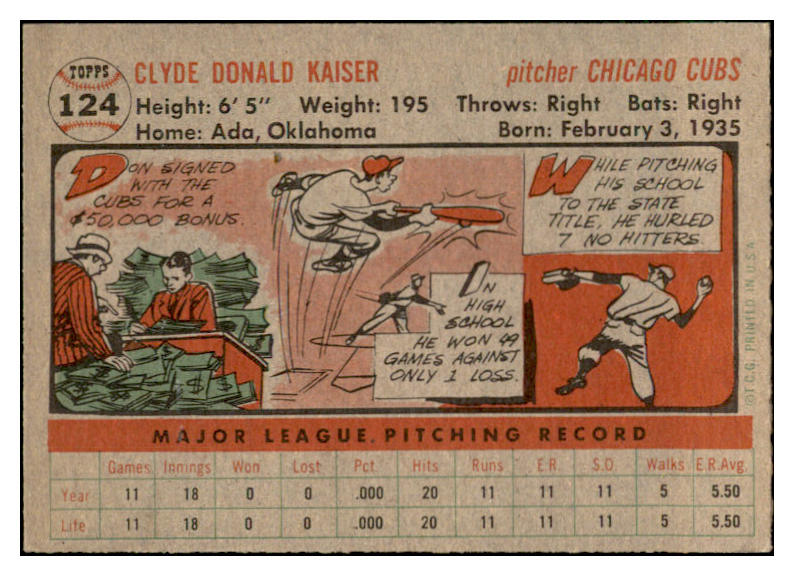 TOPPS
124
CLYDE DONALD KAISER
pitcher CHICAGO CUBS
Height: 6' 5" Weight: 195 Throws: Right Bats: Right
Home: Ada, Oklahoma
Born: February 3, 1935
DON SIGNED
WITH THE
CUBS FOR A
$50,000 BONUS.
IN
HIGH
SCHOOL
HE WON 49
GAMES AGAINST
ONLY 1 LOSS.
WHILE PITCHING
HIS SCHOOL
TO THE STATE
TITLE, HE HURLED
7 NO HITTERS.
©T.C.G. PRINTED IN U.S.A.
MAJOR LEAGUE PITCHING RECORD
Games Innings Won Lost Pct. Hits Runs E.R. S.O. Walks E.R.Avg.
Year 11 18 0 0 .000 20 11 11 11 5 5.50
Life 11 18 0 0 .000 20 11 11 11 5 5.50